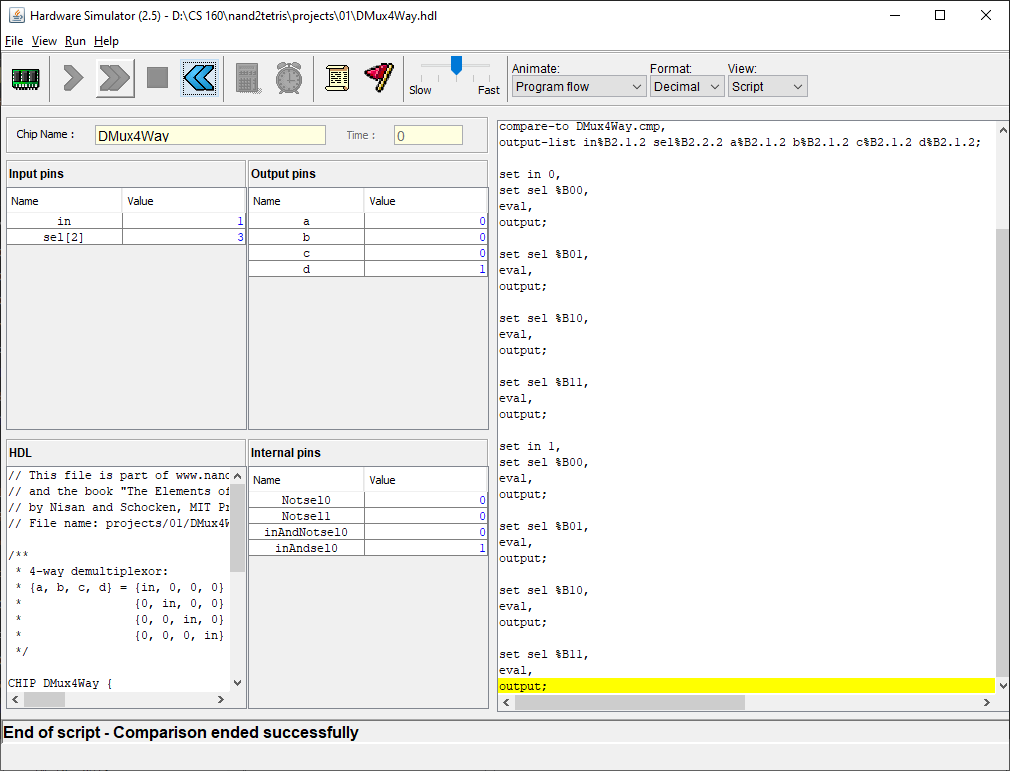 Hardware Simulator (2.5) - D:\CS 160\nand2tetris\projects\01\DMux4Way.hdl
File View Run Help
Slow Fast
Animate: Format: View:
Program flow Decimal Script
Chip Name : DMux4Way Time : 0
Input pins
Name Value
in 1
sel[2] 3
Output pins
Name Value
a 0
b 0
c 0
d 1
HDL
// This file is part of www.nand
// and the book "The Elements of
// by Nisan and Schocken, MIT Pr
// File name: projects/01/DMux4W
/**
* 4-way demultiplexor:
* {a, b, c, d} = {in, 0, 0, 0}
* {0, in, 0, 0}
* {0, 0, in, 0}
* {0, 0, 0, in}
*/
CHIP DMux4Way {
Internal pins
Name Value
Notsel0 0
Notsel1 0
inAndNotsel0 0
inAndsel0 1
compare-to DMux4Way.cmp,
output-list in%B2.1.2 sel%B2.2.2 a%B2.1.2 b%B2.1.2 c%B2.1.2 d%B2.1.2;
set in 0,
set sel %B00,
eval,
output;
set sel %B01,
eval,
output;
set sel %B10,
eval,
output;
set sel %B11,
eval,
output;
set in 1,
set sel %B00,
eval,
output;
set sel %B01,
eval,
output;
set sel %B10,
eval,
output;
set sel %B11,
eval,
output;
End of script - Comparison ended successfully